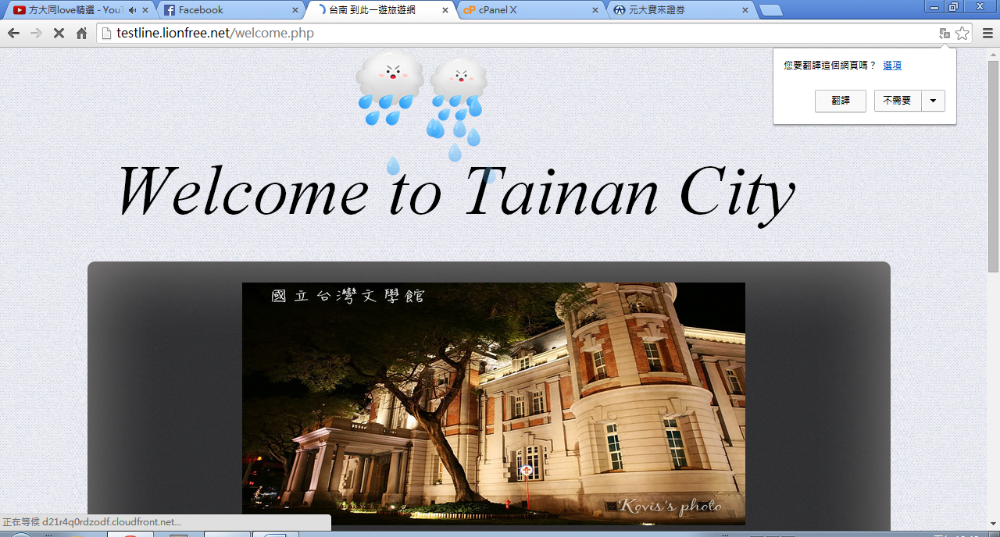 方大同love精選 - YouT
Facebook
台南 到此一遊旅遊網
cPanel X
元大寶來證券
testline.lionfree.net/welcome.php
您要翻譯這個網頁嗎？ 選項
翻譯
不需要
Welcome to Tainan City
國立台灣文學館
Kovis's photo
正在等候 d21r4q0rdzodf.cloudfront.net...